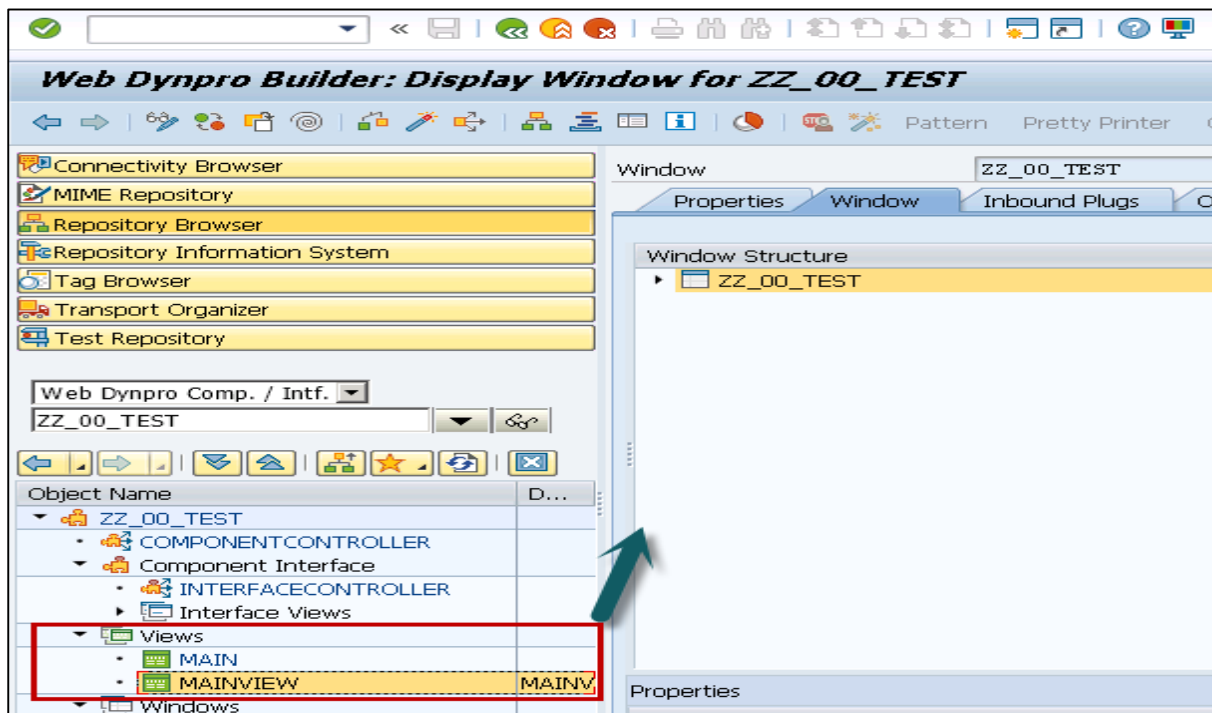 Web Dynpro Builder: Display Window for ZZ_00_TEST
Pattern Pretty Printer
Connectivity Browser
MIME Repository
Repository Browser
Repository Information System
Tag Browser
Transport Organizer
Test Repository
Web Dynpro Comp. / Intf.
ZZ_00_TEST
Object Name D...
ZZ_00_TEST
COMPONENTCONTROLLER
Component Interface
INTERFACECONTROLLER
Interface Views
Views
MAIN
MAINVIEW MAINV
Windows
Window ZZ_00_TEST
Properties Window Inbound Plugs O
Window Structure
ZZ_00_TEST
Properties